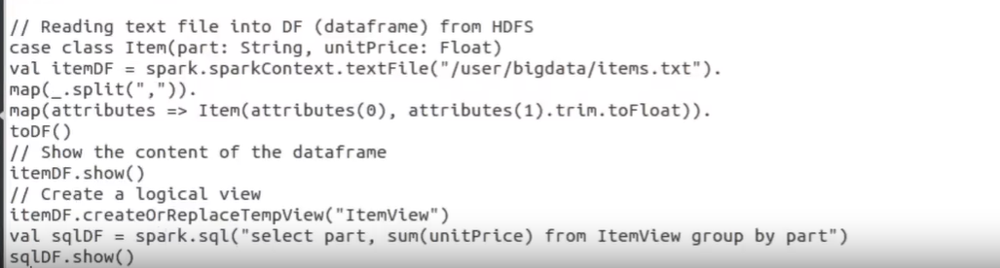 // Reading text file into DF (dataframe) from HDFS
case class Item(part: String, unitPrice: Float)
val itemDF = spark.sparkContext.textFile("/user/bigdata/items.txt").
map(_.split(",")).
map(attributes => Item(attributes(0), attributes(1).trim.toFloat)).
toDF()
// Show the content of the dataframe
itemDF.show()
// Create a logical view
itemDF.createOrReplaceTempView("ItemView")
val sqlDF = spark.sql("select part, sum(unitPrice) from ItemView group by part")
sqlDF.show()